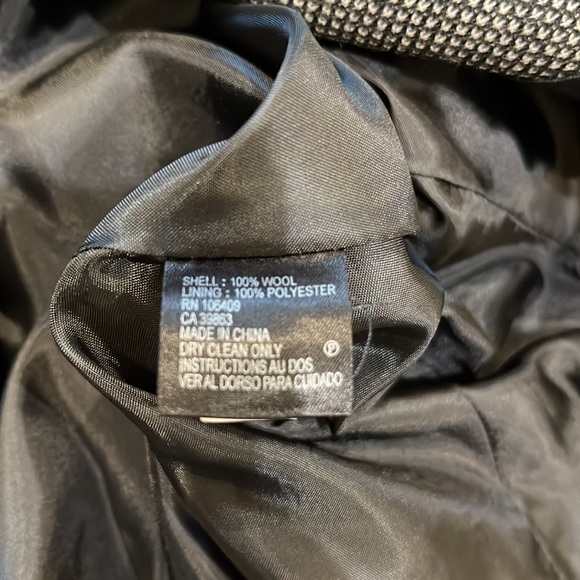 SHELL : 100% WOOL
LINING : 100% POLYESTER
RN 106409
CA 39863
MADE IN CHINA
DRY CLEAN ONLY
INSTRUCTIONS AU DOS
VER AL DORSO PARA CUIDADO
P